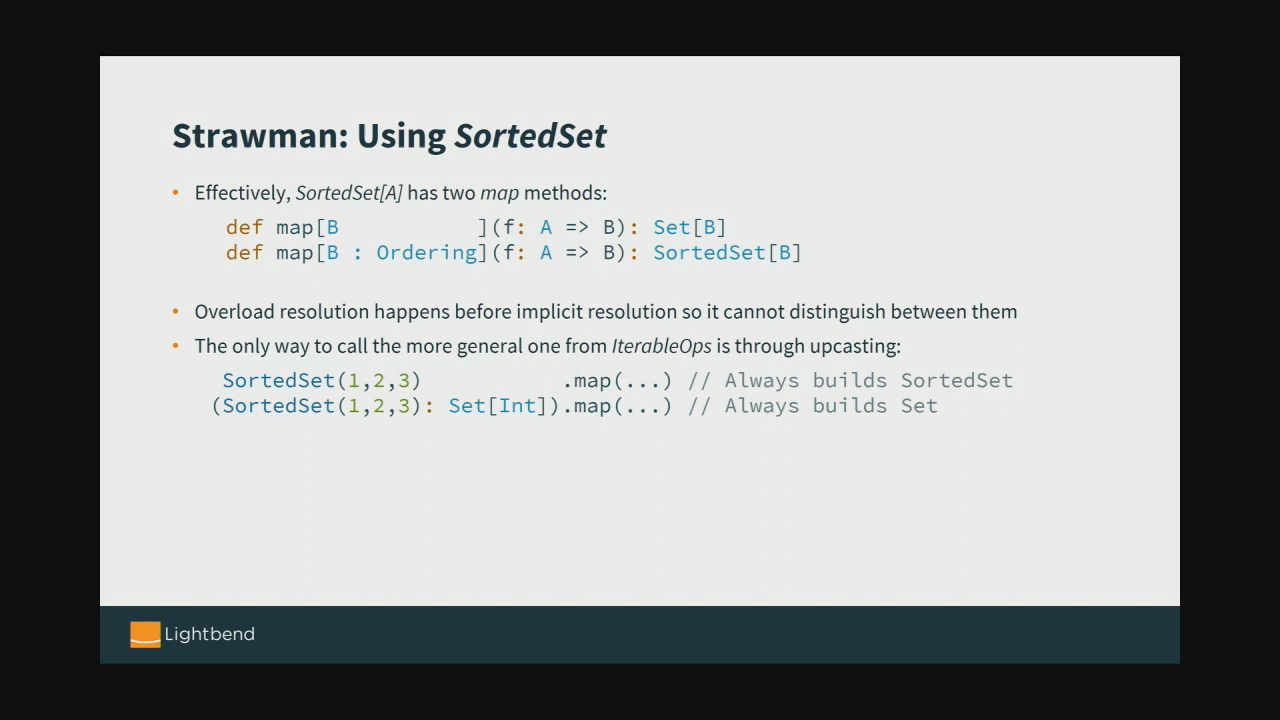 Strawman: Using SortedSet
• Effectively, SortedSet[A] has two map methods:
def map[B           ](f: A => B): Set[B]
def map[B : Ordering](f: A => B): SortedSet[B]
• Overload resolution happens before implicit resolution so it cannot distinguish between them
• The only way to call the more general one from IterableOps is through upcasting:
 SortedSet(1,2,3)           .map(...) // Always builds SortedSet
(SortedSet(1,2,3): Set[Int]).map(...) // Always builds Set
Lightbend